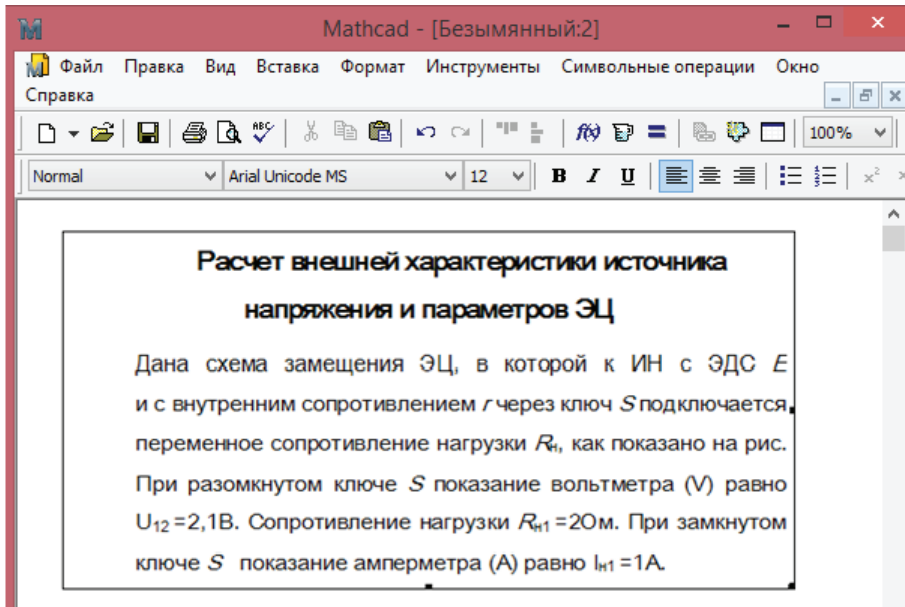 Mathcad - [Безымянный:2]
Файл Правка Вид Вставка Формат Инструменты Символьные операции Окно
Справка
100%
Normal Arial Unicode MS 12 B I U
Расчет внешней характеристики источника
напряжения и параметров ЭЦ
Дана схема замещения ЭЦ, в которой к ИН с ЭДС E
и с внутренним сопротивлением r через ключ S подключается
переменное сопротивление нагрузки Rн, как показано на рис.
При разомкнутом ключе S показание вольтметра (V) равно
U12 =2,1В. Сопротивление нагрузки Rн1 =2Ом. При замкнутом
ключе S показание амперметра (А) равно Iн1 =1А.